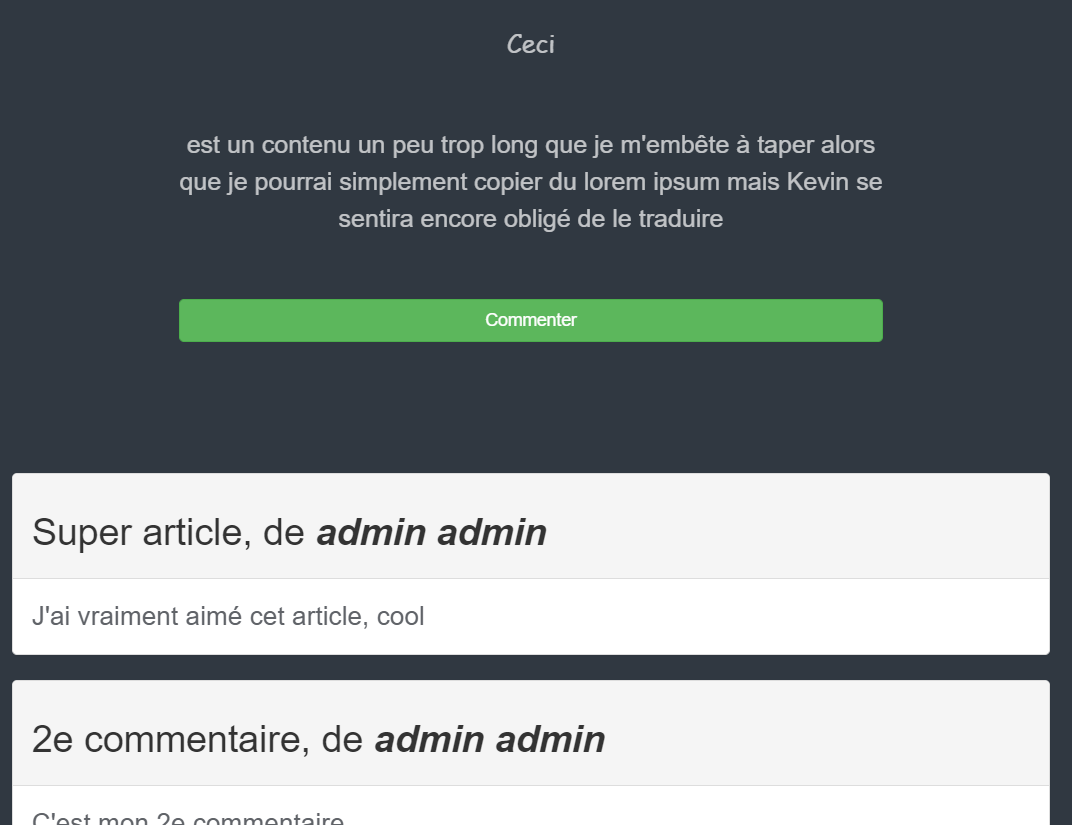 Ceci
est un contenu un peu trop long que je m'embête à taper alors
que je pourrai simplement copier du lorem ipsum mais Kevin se
sentira encore obligé de le traduire
Commenter
Super article, de admin admin
J'ai vraiment aimé cet article, cool
2e commentaire, de admin admin
C'est mon 2e commentaire